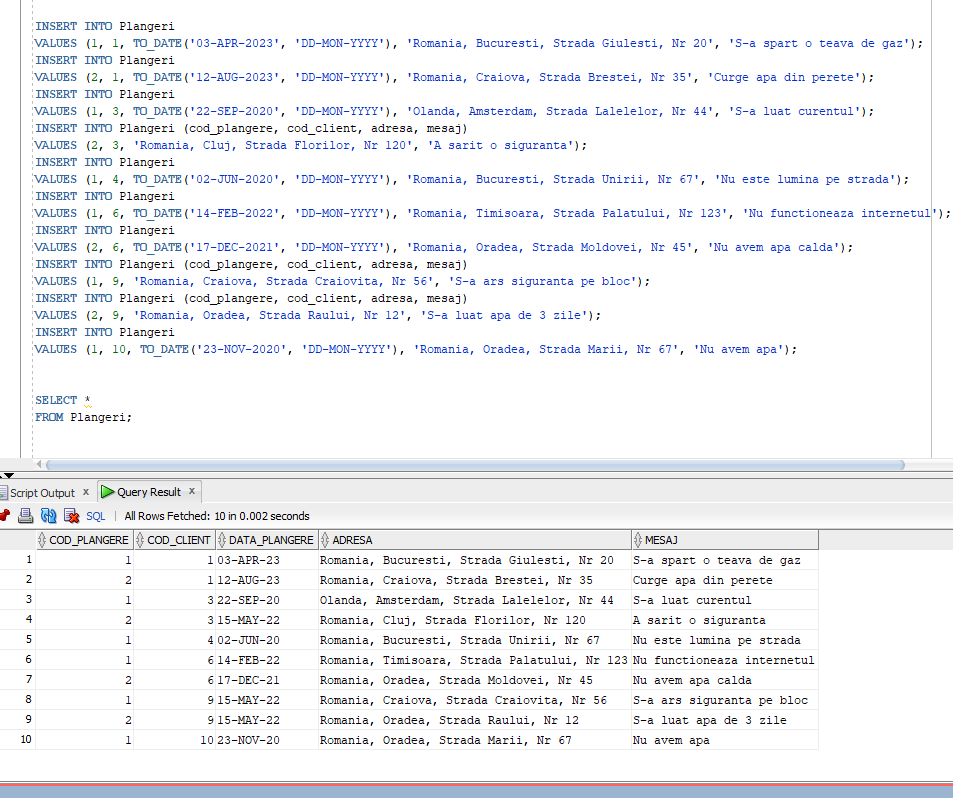 INSERT INTO Plangeri
VALUES (1, 1, TO_DATE('03-APR-2023', 'DD-MON-YYYY'), 'Romania, Bucuresti, Strada Giulesti, Nr 20', 'S-a spart o teava de gaz');
INSERT INTO Plangeri
VALUES (2, 1, TO_DATE('12-AUG-2023', 'DD-MON-YYYY'), 'Romania, Craiova, Strada Brestei, Nr 35', 'Curge apa din perete');
INSERT INTO Plangeri
VALUES (1, 3, TO_DATE('22-SEP-2020', 'DD-MON-YYYY'), 'Olanda, Amsterdam, Strada Lalelelor, Nr 44', 'S-a luat curentul');
INSERT INTO Plangeri (cod_plangere, cod_client, adresa, mesaj)
VALUES (2, 3, 'Romania, Cluj, Strada Florilor, Nr 120', 'A sarit o siguranta');
INSERT INTO Plangeri
VALUES (1, 4, TO_DATE('02-JUN-2020', 'DD-MON-YYYY'), 'Romania, Bucuresti, Strada Unirii, Nr 67', 'Nu este lumina pe strada');
INSERT INTO Plangeri
VALUES (1, 6, TO_DATE('14-FEB-2022', 'DD-MON-YYYY'), 'Romania, Timisoara, Strada Palatului, Nr 123', 'Nu functioneaza internetul');
INSERT INTO Plangeri
VALUES (2, 6, TO_DATE('17-DEC-2021', 'DD-MON-YYYY'), 'Romania, Oradea, Strada Moldovei, Nr 45', 'Nu avem apa calda');
INSERT INTO Plangeri (cod_plangere, cod_client, adresa, mesaj)
VALUES (1, 9, 'Romania, Craiova, Strada Craiovita, Nr 56', 'S-a ars siguranta pe bloc');
INSERT INTO Plangeri (cod_plangere, cod_client, adresa, mesaj)
VALUES (2, 9, 'Romania, Oradea, Strada Raului, Nr 12', 'S-a luat apa de 3 zile');
INSERT INTO Plangeri
VALUES (1, 10, TO_DATE('23-NOV-2020', 'DD-MON-YYYY'), 'Romania, Oradea, Strada Marii, Nr 67', 'Nu avem apa');
SELECT *
FROM Plangeri;
Script Output x Query Result x
SQL | All Rows Fetched: 10 in 0.002 seconds
COD_PLANGERE COD_CLIENT DATA_PLANGERE ADRESA MESAJ
1 1 1 03-APR-23 Romania, Bucuresti, Strada Giulesti, Nr 20 S-a spart o teava de gaz
2 2 1 12-AUG-23 Romania, Craiova, Strada Brestei, Nr 35 Curge apa din perete
3 1 3 22-SEP-20 Olanda, Amsterdam, Strada Lalelelor, Nr 44 S-a luat curentul
4 2 3 15-MAY-22 Romania, Cluj, Strada Florilor, Nr 120 A sarit o siguranta
5 1 4 02-JUN-20 Romania, Bucuresti, Strada Unirii, Nr 67 Nu este lumina pe strada
6 1 6 14-FEB-22 Romania, Timisoara, Strada Palatului, Nr 123 Nu functioneaza internetul
7 2 6 17-DEC-21 Romania, Oradea, Strada Moldovei, Nr 45 Nu avem apa calda
8 1 9 15-MAY-22 Romania, Craiova, Strada Craiovita, Nr 56 S-a ars siguranta pe bloc
9 2 9 15-MAY-22 Romania, Oradea, Strada Raului, Nr 12 S-a luat apa de 3 zile
10 1 10 23-NOV-20 Romania, Oradea, Strada Marii, Nr 67 Nu avem apa